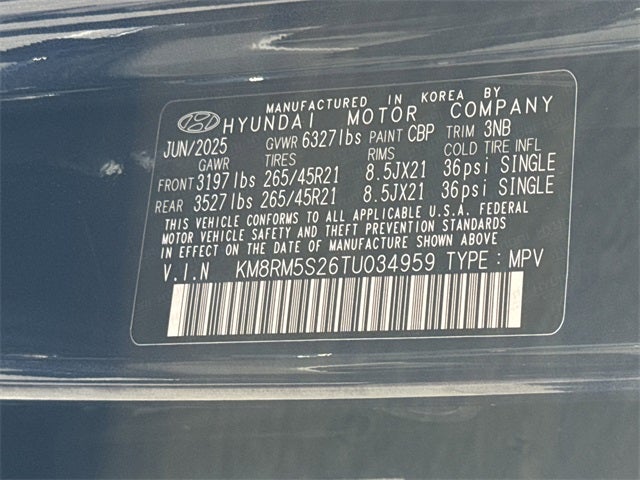 MANUFACTURED IN KOREA BY
HYUNDAI MOTOR COMPANY
JUN/2025 GVWR 6327lbs PAINT CBP TRIM 3NB
GAWR TIRES RIMS COLD TIRE INFL
FRONT 3197lbs 265/45R21 8.5JX21 36psi SINGLE
REAR 3527lbs 265/45R21 8.5JX21 36psi SINGLE
THIS VEHICLE CONFORMS TO ALL APPLICABLE U.S.A. FEDERAL
MOTOR VEHICLE SAFETY AND THEFT PREVENTION STANDARDS
IN EFFECT ON THE DATE OF MANUFACTURE SHOWN ABOVE
V.I.N KM8RM5S26TU034959 TYPE : MPV